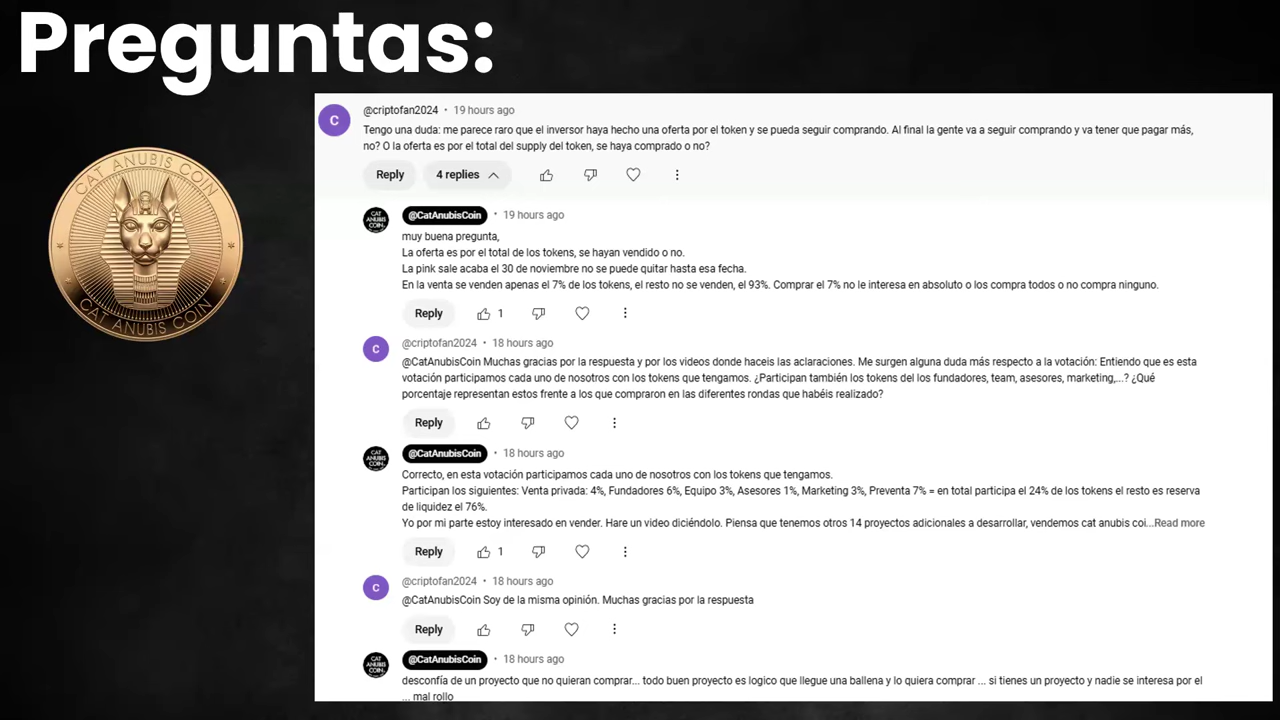 Preguntas:
CAT ANUBIS COIN
CAT ANUBIS COIN
C
@criptofan2024 • 19 hours ago
Tengo una duda: me parece raro que el inversor haya hecho una oferta por el token y se pueda seguir comprando. Al final la gente va a seguir comprando y va tener que pagar más,
no? O la oferta es por el total del supply del token, se haya comprado o no?
Reply 4 replies
CAT ANUBIS COIN
@CatAnubisCoin • 19 hours ago
muy buena pregunta,
La oferta es por el total de los tokens, se hayan vendido o no.
La pink sale acaba el 30 de noviembre no se puede quitar hasta esa fecha.
En la venta se venden apenas el 7% de los tokens, el resto no se venden, el 93%. Comprar el 7% no le interesa en absoluto o los compra todos o no compra ninguno.
Reply 1
C
@criptofan2024 • 18 hours ago
@CatAnubisCoin Muchas gracias por la respuesta y por los videos donde haceis las aclaraciones. Me surgen alguna duda más respecto a la votación: Entiendo que es esta
votación participamos cada uno de nosotros con los tokens que tengamos. ¿Participan también los tokens del los fundadores, team, asesores, marketing,...? ¿Qué
porcentaje representan estos frente a los que compraron en las diferentes rondas que habéis realizado?
Reply
CAT ANUBIS COIN
@CatAnubisCoin • 18 hours ago
Correcto, en esta votación participamos cada uno de nosotros con los tokens que tengamos.
Participan los siguientes: Venta privada: 4%, Fundadores 6%, Equipo 3%, Asesores 1%, Marketing 3%, Preventa 7% = en total participa el 24% de los tokens el resto es reserva
de liquidez el 76%.
Yo por mi parte estoy interesado en vender. Hare un video diciéndolo. Piensa que tenemos otros 14 proyectos adicionales a desarrollar, vendemos cat anubis coi...Read more
Reply 1
C
@criptofan2024 • 18 hours ago
@CatAnubisCoin Soy de la misma opinión. Muchas gracias por la respuesta
Reply
CAT ANUBIS COIN
@CatAnubisCoin • 18 hours ago
desconfía de un proyecto que no quieran comprar... todo buen proyecto es logico que llegue una ballena y lo quiera comprar ... si tienes un proyecto y nadie se interesa por el
... mal rollo